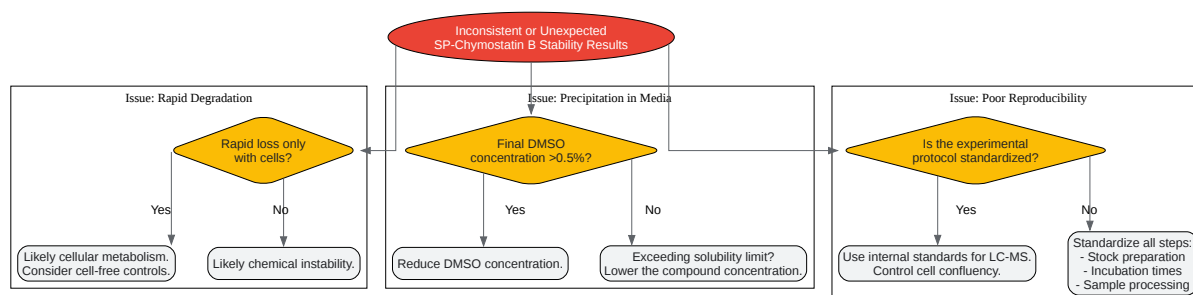 Inconsistent or Unexpected
SP-Chymostatin B Stability Results
Issue: Rapid Degradation
Rapid loss only
with cells?
Yes
No
Likely cellular metabolism.
Consider cell-free controls.
Likely chemical instability.
Issue: Precipitation in Media
Final DMSO
concentration >0.5%?
Yes
No
Reduce DMSO concentration.
Exceeding solubility limit?
Lower the compound concentration.
Issue: Poor Reproducibility
Is the experimental
protocol standardized?
Yes
No
Use internal standards for LC-MS.
Control cell confluency.
Standardize all steps:
- Stock preparation
- Incubation times
- Sample processing